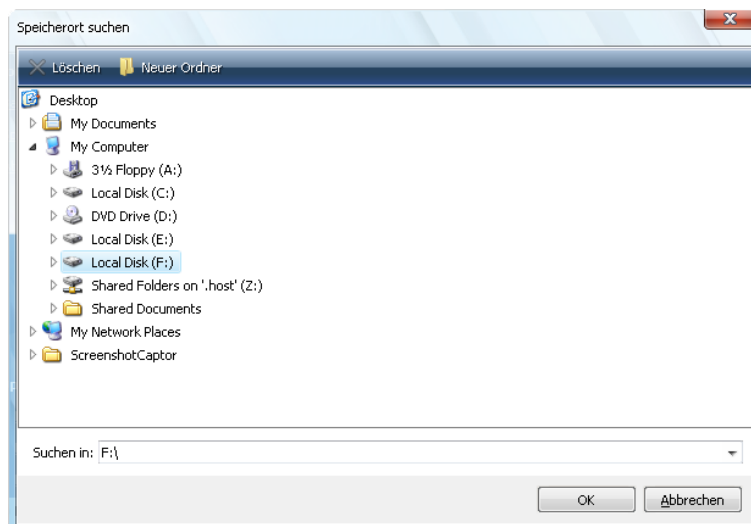 Speicherort suchen
Löschen Neuer Ordner
Desktop
My Documents
My Computer
3½ Floppy (A:)
Local Disk (C:)
DVD Drive (D:)
Local Disk (E:)
Local Disk (F:)
Shared Folders on '.host' (Z:)
Shared Documents
My Network Places
ScreenshotCaptor
Suchen in: F:\
OK Abbrechen